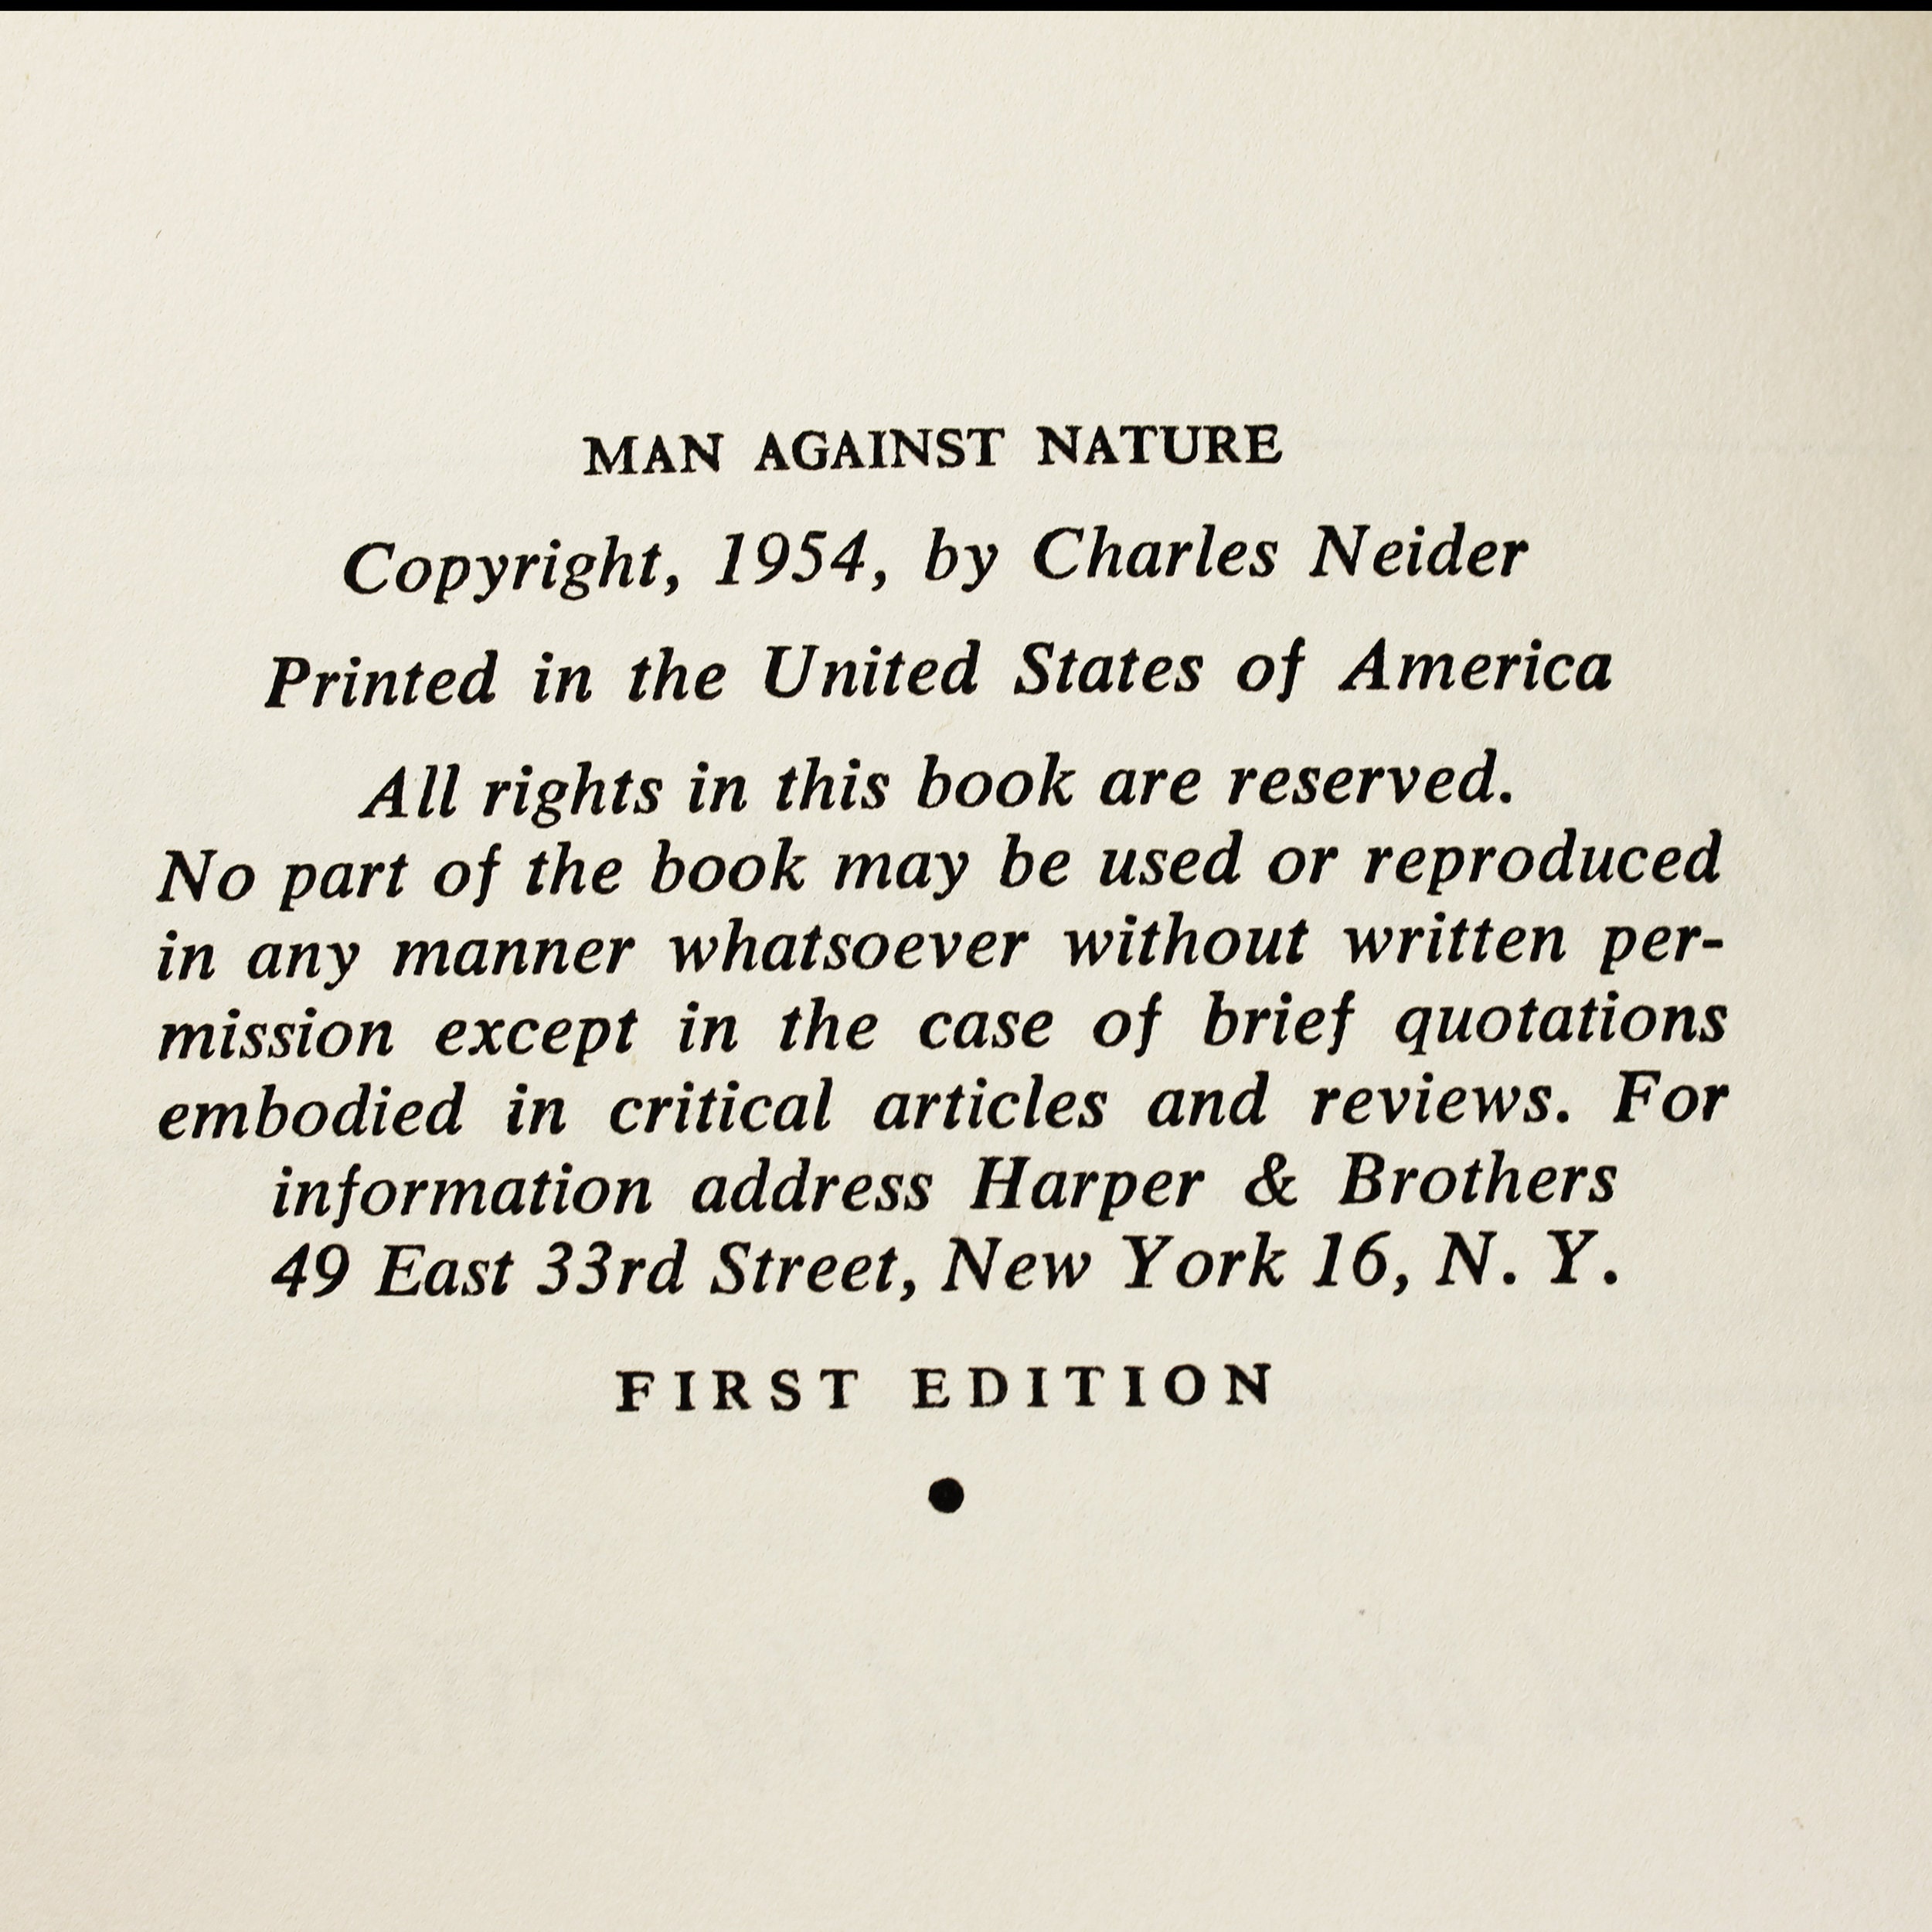 MAN AGAINST NATURE
Copyright, 1954, by Charles Neider
Printed in the United States of America
All rights in this book are reserved.
No part of the book may be used or reproduced
in any manner whatsoever without written per-
mission except in the case of brief quotations
embodied in critical articles and reviews. For
information address Harper & Brothers
49 East 33rd Street, New York 16, N. Y.
FIRST EDITION